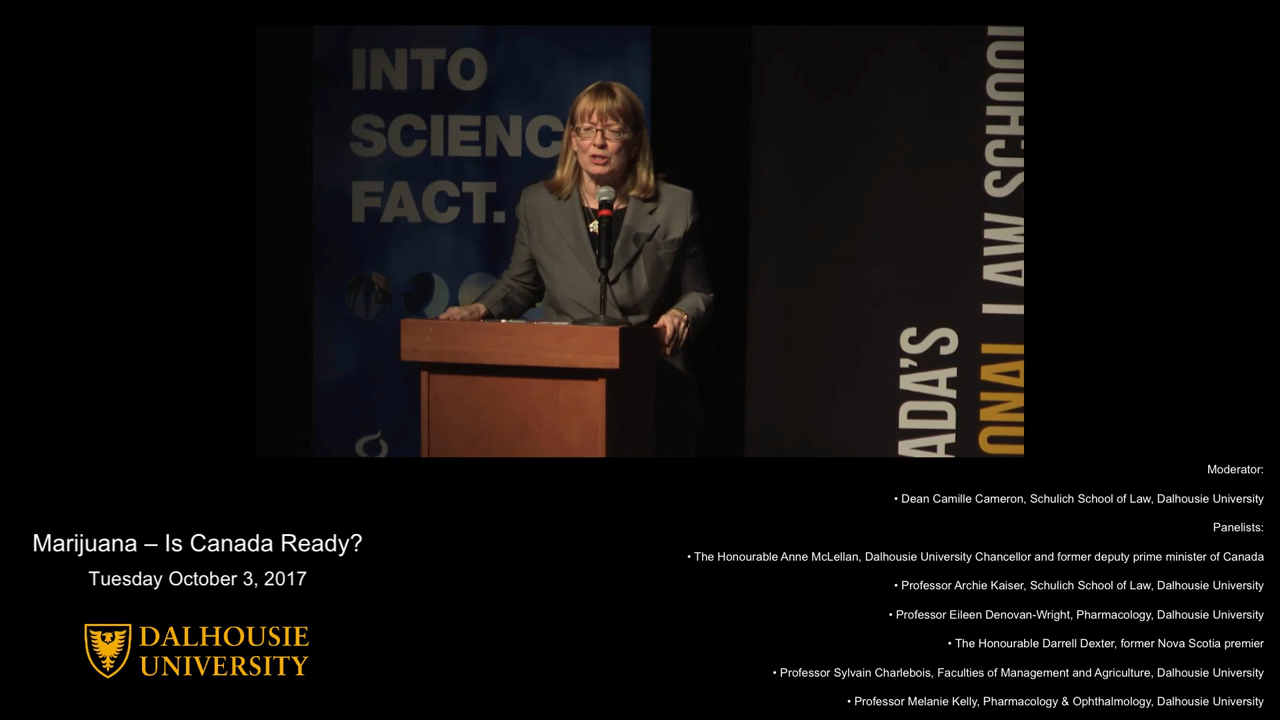 INTO
SCIENC
FACT.
ADA'S
ONAL LAW SCHOOL
Moderator:
• Dean Camille Cameron, Schulich School of Law, Dalhousie University
Panelists:
• The Honourable Anne McLellan, Dalhousie University Chancellor and former deputy prime minister of Canada
• Professor Archie Kaiser, Schulich School of Law, Dalhousie University
• Professor Eileen Denovan-Wright, Pharmacology, Dalhousie University
• The Honourable Darrell Dexter, former Nova Scotia premier
• Professor Sylvain Charlebois, Faculties of Management and Agriculture, Dalhousie University
• Professor Melanie Kelly, Pharmacology & Ophthalmology, Dalhousie University
Marijuana – Is Canada Ready?
Tuesday October 3, 2017
DALHOUSIE
UNIVERSITY